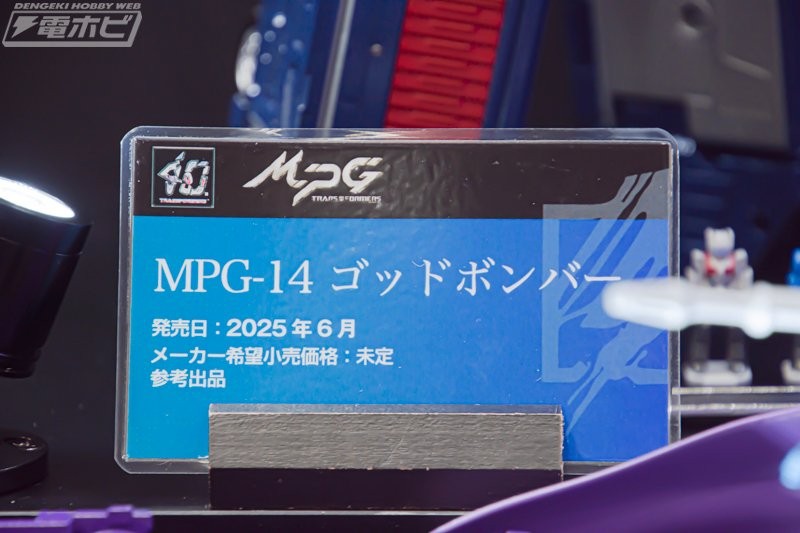 DENGEKI HOBBY WEB
電ホビ
40
TRANSFORMERS
MPG
TRANSFORMERS
MPG-14 ゴッドボンバー
発売日：2025年6月
メーカー希望小売価格：未定
参考出品